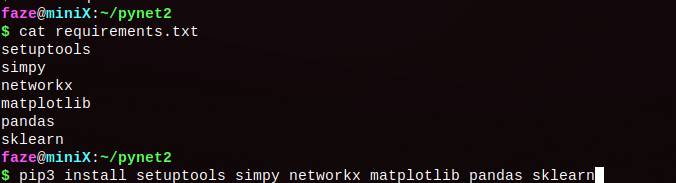 faze@miniX:~/pynet2
$ cat requirements.txt
setuptools
simpy
networkx
matplotlib
pandas
sklearn
faze@miniX:~/pynet2
$ pip3 install setuptools simpy networkx matplotlib pandas sklearn